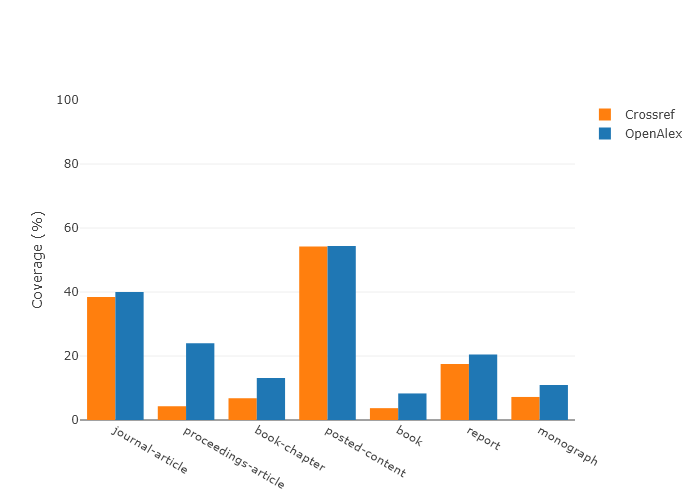 100
80
60
40
20
0
Coverage (%)
journal-article
proceedings-article
book-chapter
posted-content
book
report
monograph
Crossref
OpenAlex